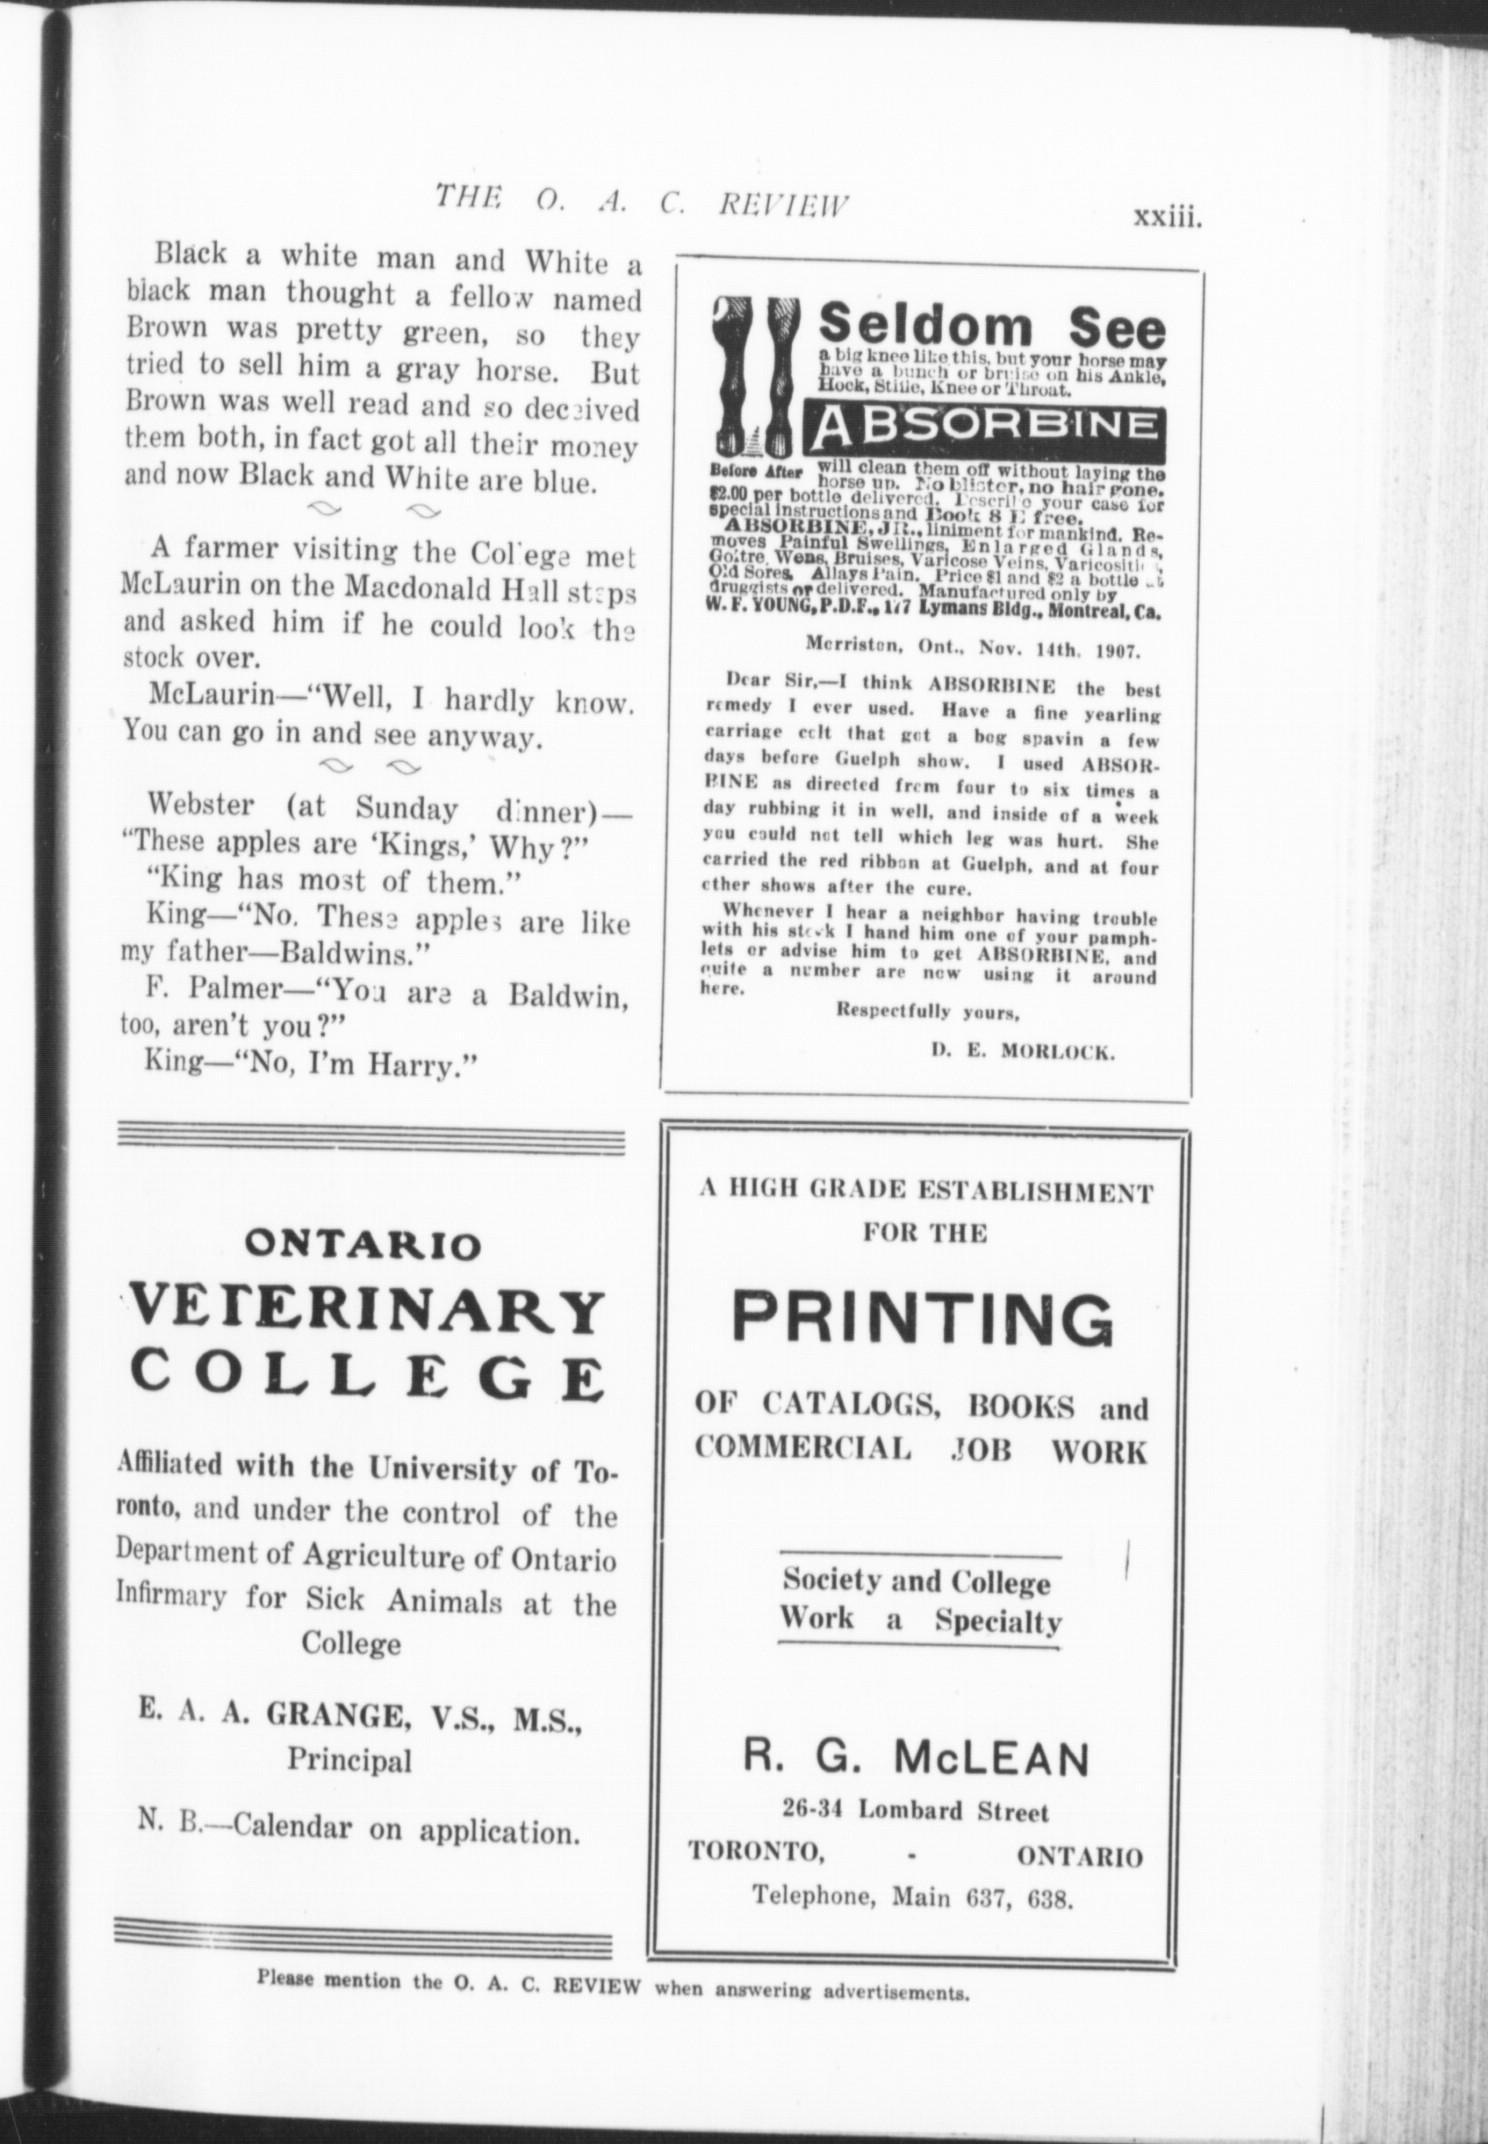 THE O. A. C. REVIEW
xxiii.
Black a white man and White a
black man thought a fellow named
Brown was pretty green, so they
tried to sell him a gray horse. But
Brown was well read and so deceived
them both, in fact got all their money
and now Black and White are blue.
A farmer visiting the College met
McLaurin on the Macdonald Hall steps
and asked him if he could look the
stock over.
McLaurin—“Well, I hardly know.
You can go in and see anyway.
Webster (at Sunday dinner)—
“These apples are ‘Kings,’ Why?”
“King has most of them.”
King—“No. These apples are like
my father—Baldwins.”
F. Palmer—“You are a Baldwin,
too, aren't you?”
King—“No, I'm Harry.”
ONTARIO
VETERINARY
COLLEGE
Affiliated with the University of To-
ronto, and under the control of the
Department of Agriculture of Ontario
Infirmary for Sick Animals at the
College
E. A. A. GRANGE, V.S., M.S.,
Principal
N. B.—Calendar on application.
Seldom See
a big knee like this, but your horse may
have a bunch or bruise on his Ankle,
Hock, Stifle, Knee or Throat.
ABSORBINE
Before After will clean them off without laying the
horse up. No blister, no hair gone.
$2.00 per bottle delivered. Describe your case for
special instructions and Book 8 E free.
ABSORBINE, JR., liniment for mankind. Re-
moves Painful Swellings, Enlarged Glands,
Goitre, Wens, Bruises, Varicose Veins,
Old Sores. Allays Pain. Price $1 and $2 a bottle at
druggists or delivered. Manufactured only by
W. F. YOUNG, P.D.F., 177 Lymans Bldg., Montreal, Ca.
Morriston, Ont., Nov. 14th, 1907.
Dear Sir,—I think ABSORBINE the best
remedy I ever used. Have a fine yearling
carriage colt that got a bog spavin a few
days before Guelph show. I used ABSOR-
BINE as directed from four to six times a
day rubbing it in well, and inside of a week
you could not tell which leg was hurt. She
carried the red ribbon at Guelph, and at four
other shows after the cure.
Whenever I hear a neighbor having trouble
with his stock I hand him one of your pamph-
lets or advise him to get ABSORBINE, and
quite a number are now using it around
here.
Respectfully yours,
D. E. MORLOCK.
A HIGH GRADE ESTABLISHMENT
FOR THE
PRINTING
OF CATALOGS, BOOKS and
COMMERCIAL JOB WORK
Society and College
Work a Specialty
R. G. McLEAN
26-34 Lombard Street
TORONTO, - ONTARIO
Telephone, Main 637, 638.
Please mention the O. A. C. REVIEW when answering advertisements.